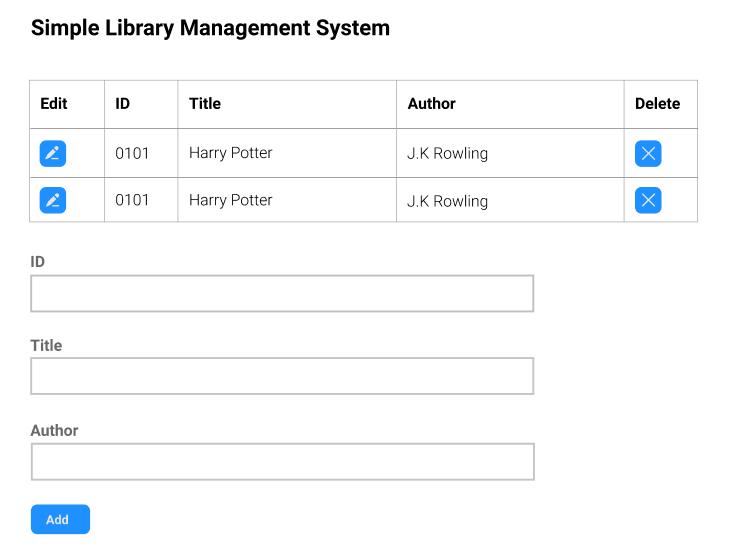 Simple Library Management System
Edit ID Title Author Delete
0101 Harry Potter J.K Rowling
0101 Harry Potter J.K Rowling
ID
Title
Author
Add